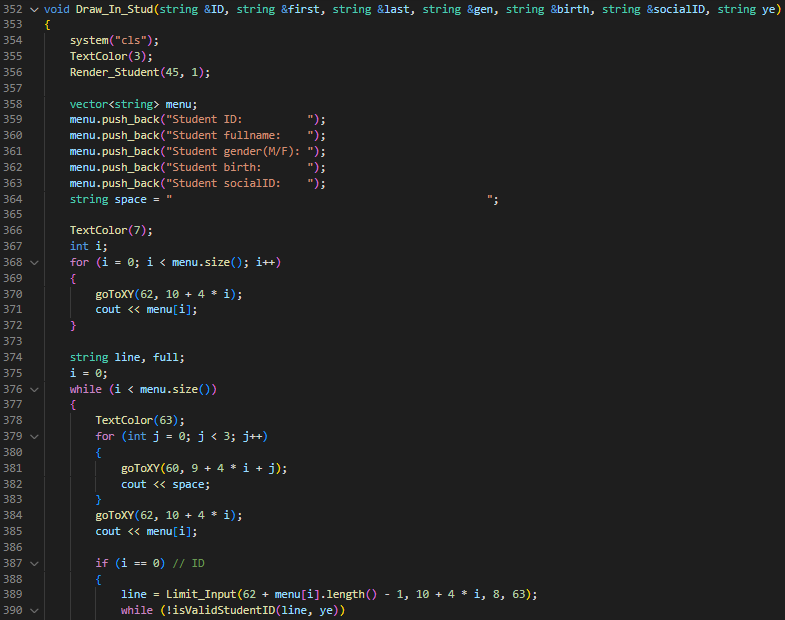 352 void Draw_In_Stud(string &ID, string &first, string &last, string &gen, string &birth, string &socialID, string ye)
353 {
354     system("cls");
355     TextColor(3);
356     Render_Student(45, 1);
357
358     vector<string> menu;
359     menu.push_back("Student ID:          ");
360     menu.push_back("Student fullname:    ");
361     menu.push_back("Student gender(M/F): ");
362     menu.push_back("Student birth:       ");
363     menu.push_back("Student socialID:    ");
364     string space = "                                                 ";
365
366     TextColor(7);
367     int i;
368     for (i = 0; i < menu.size(); i++)
369     {
370         goToXY(62, 10 + 4 * i);
371         cout << menu[i];
372     }
373
374     string line, full;
375     i = 0;
376     while (i < menu.size())
377     {
378         TextColor(63);
379         for (int j = 0; j < 3; j++)
380         {
381             goToXY(60, 9 + 4 * i + j);
382             cout << space;
383         }
384         goToXY(62, 10 + 4 * i);
385         cout << menu[i];
386
387         if (i == 0) // ID
388         {
389             line = Limit_Input(62 + menu[i].length() - 1, 10 + 4 * i, 8, 63);
390             while (!isValidStudentID(line, ye))